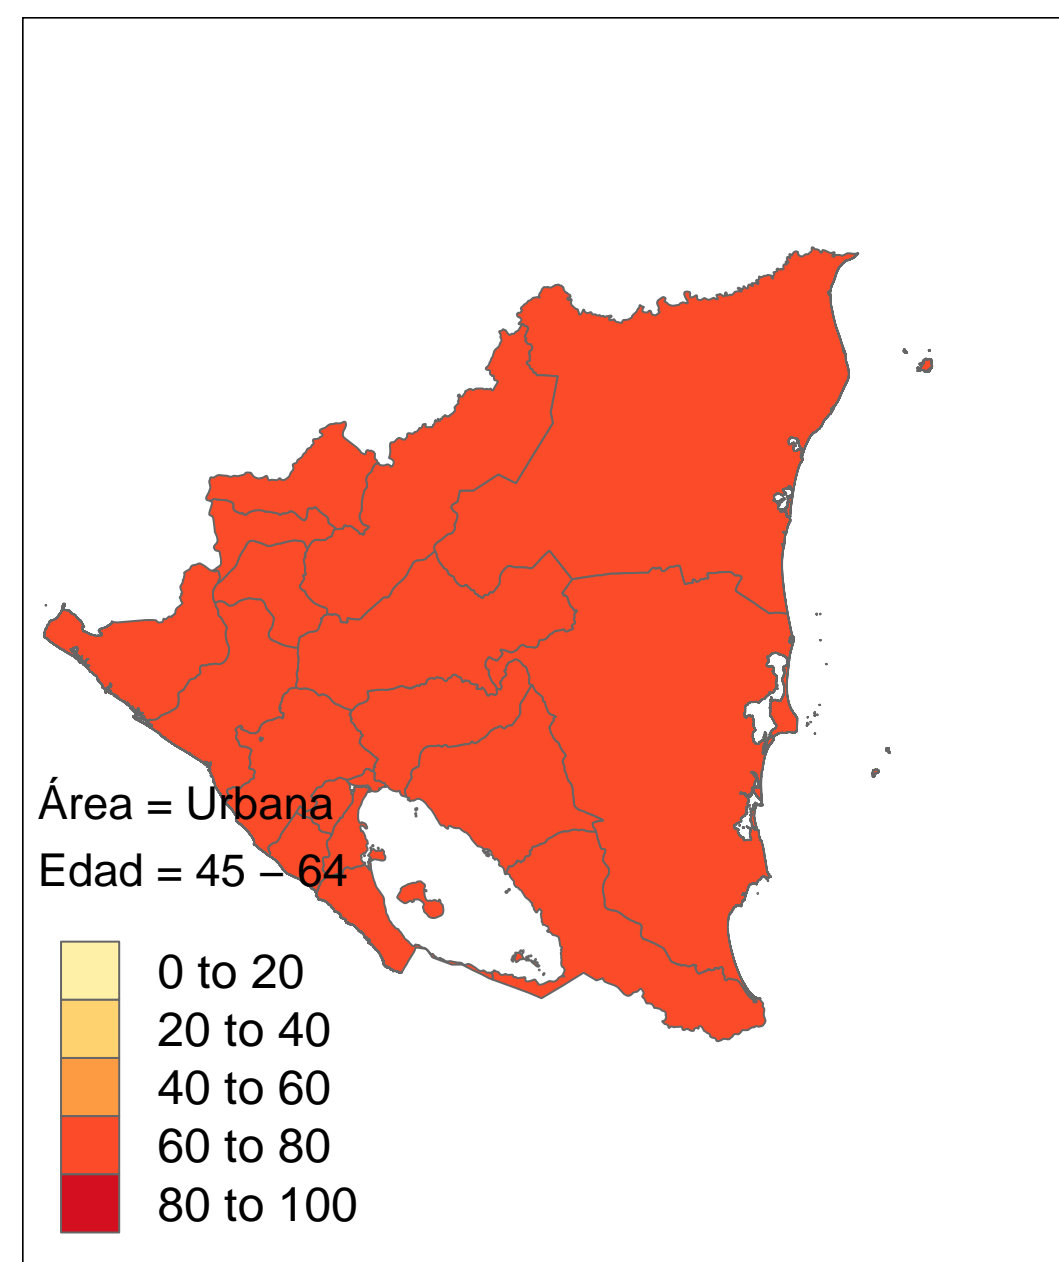 Área = Urbana
Edad = 45 – 64
0 to 20
20 to 40
40 to 60
60 to 80
80 to 100